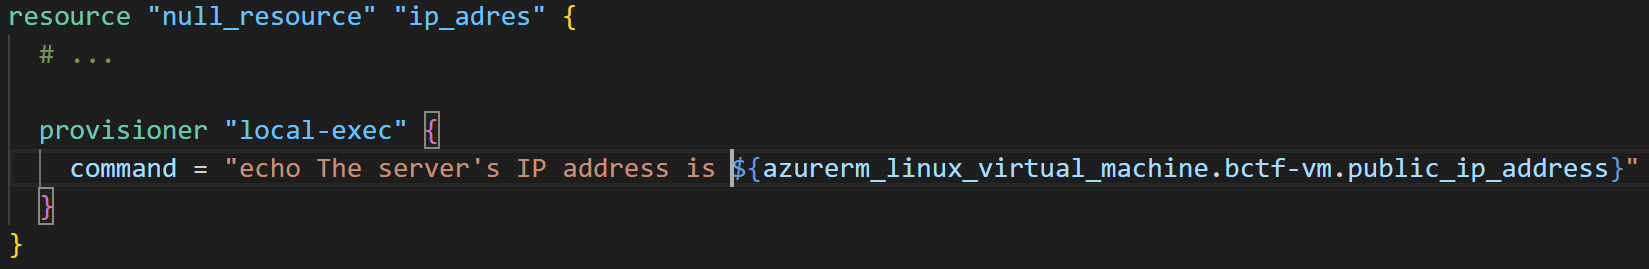 resource "null_resource" "ip_adres" {
# ...
provisioner "local-exec" {
command = "echo The server's IP address is ${azurerm_linux_virtual_machine.bctf-vm.public_ip_address}"
}
}